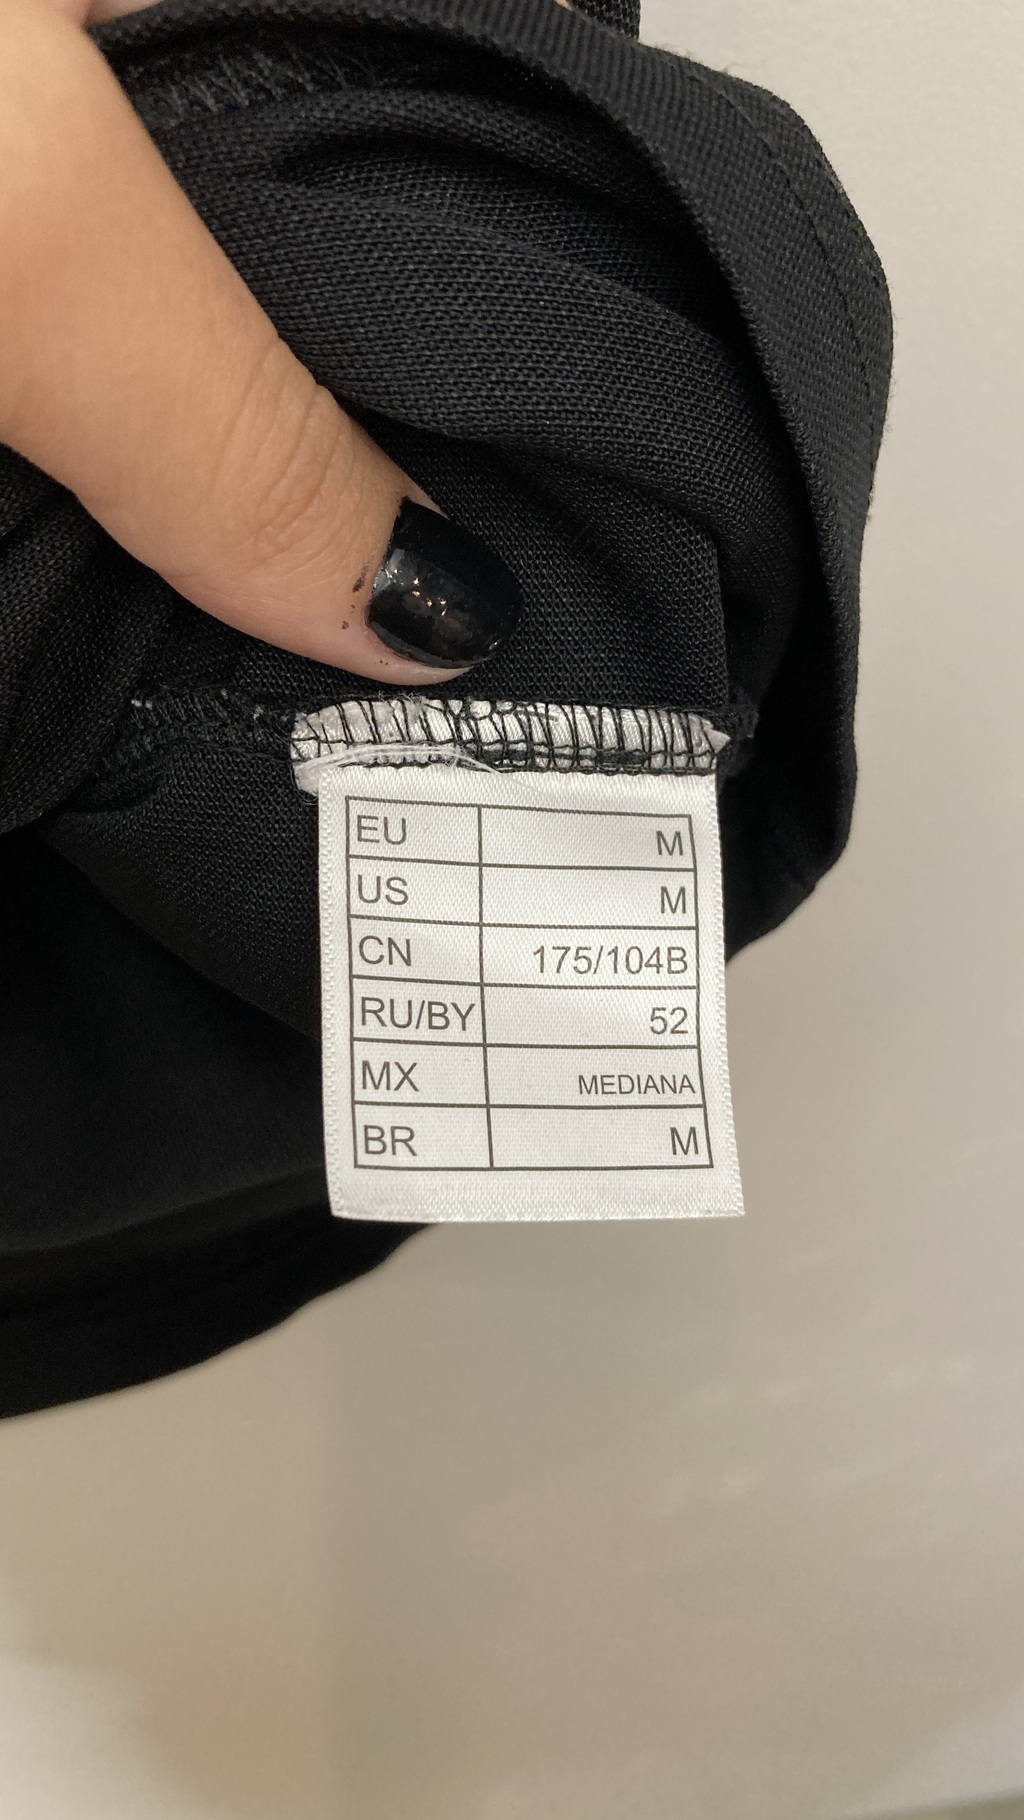 EU M
US M
CN 175/104B
RU/BY 52
MX MEDIANA
BR M